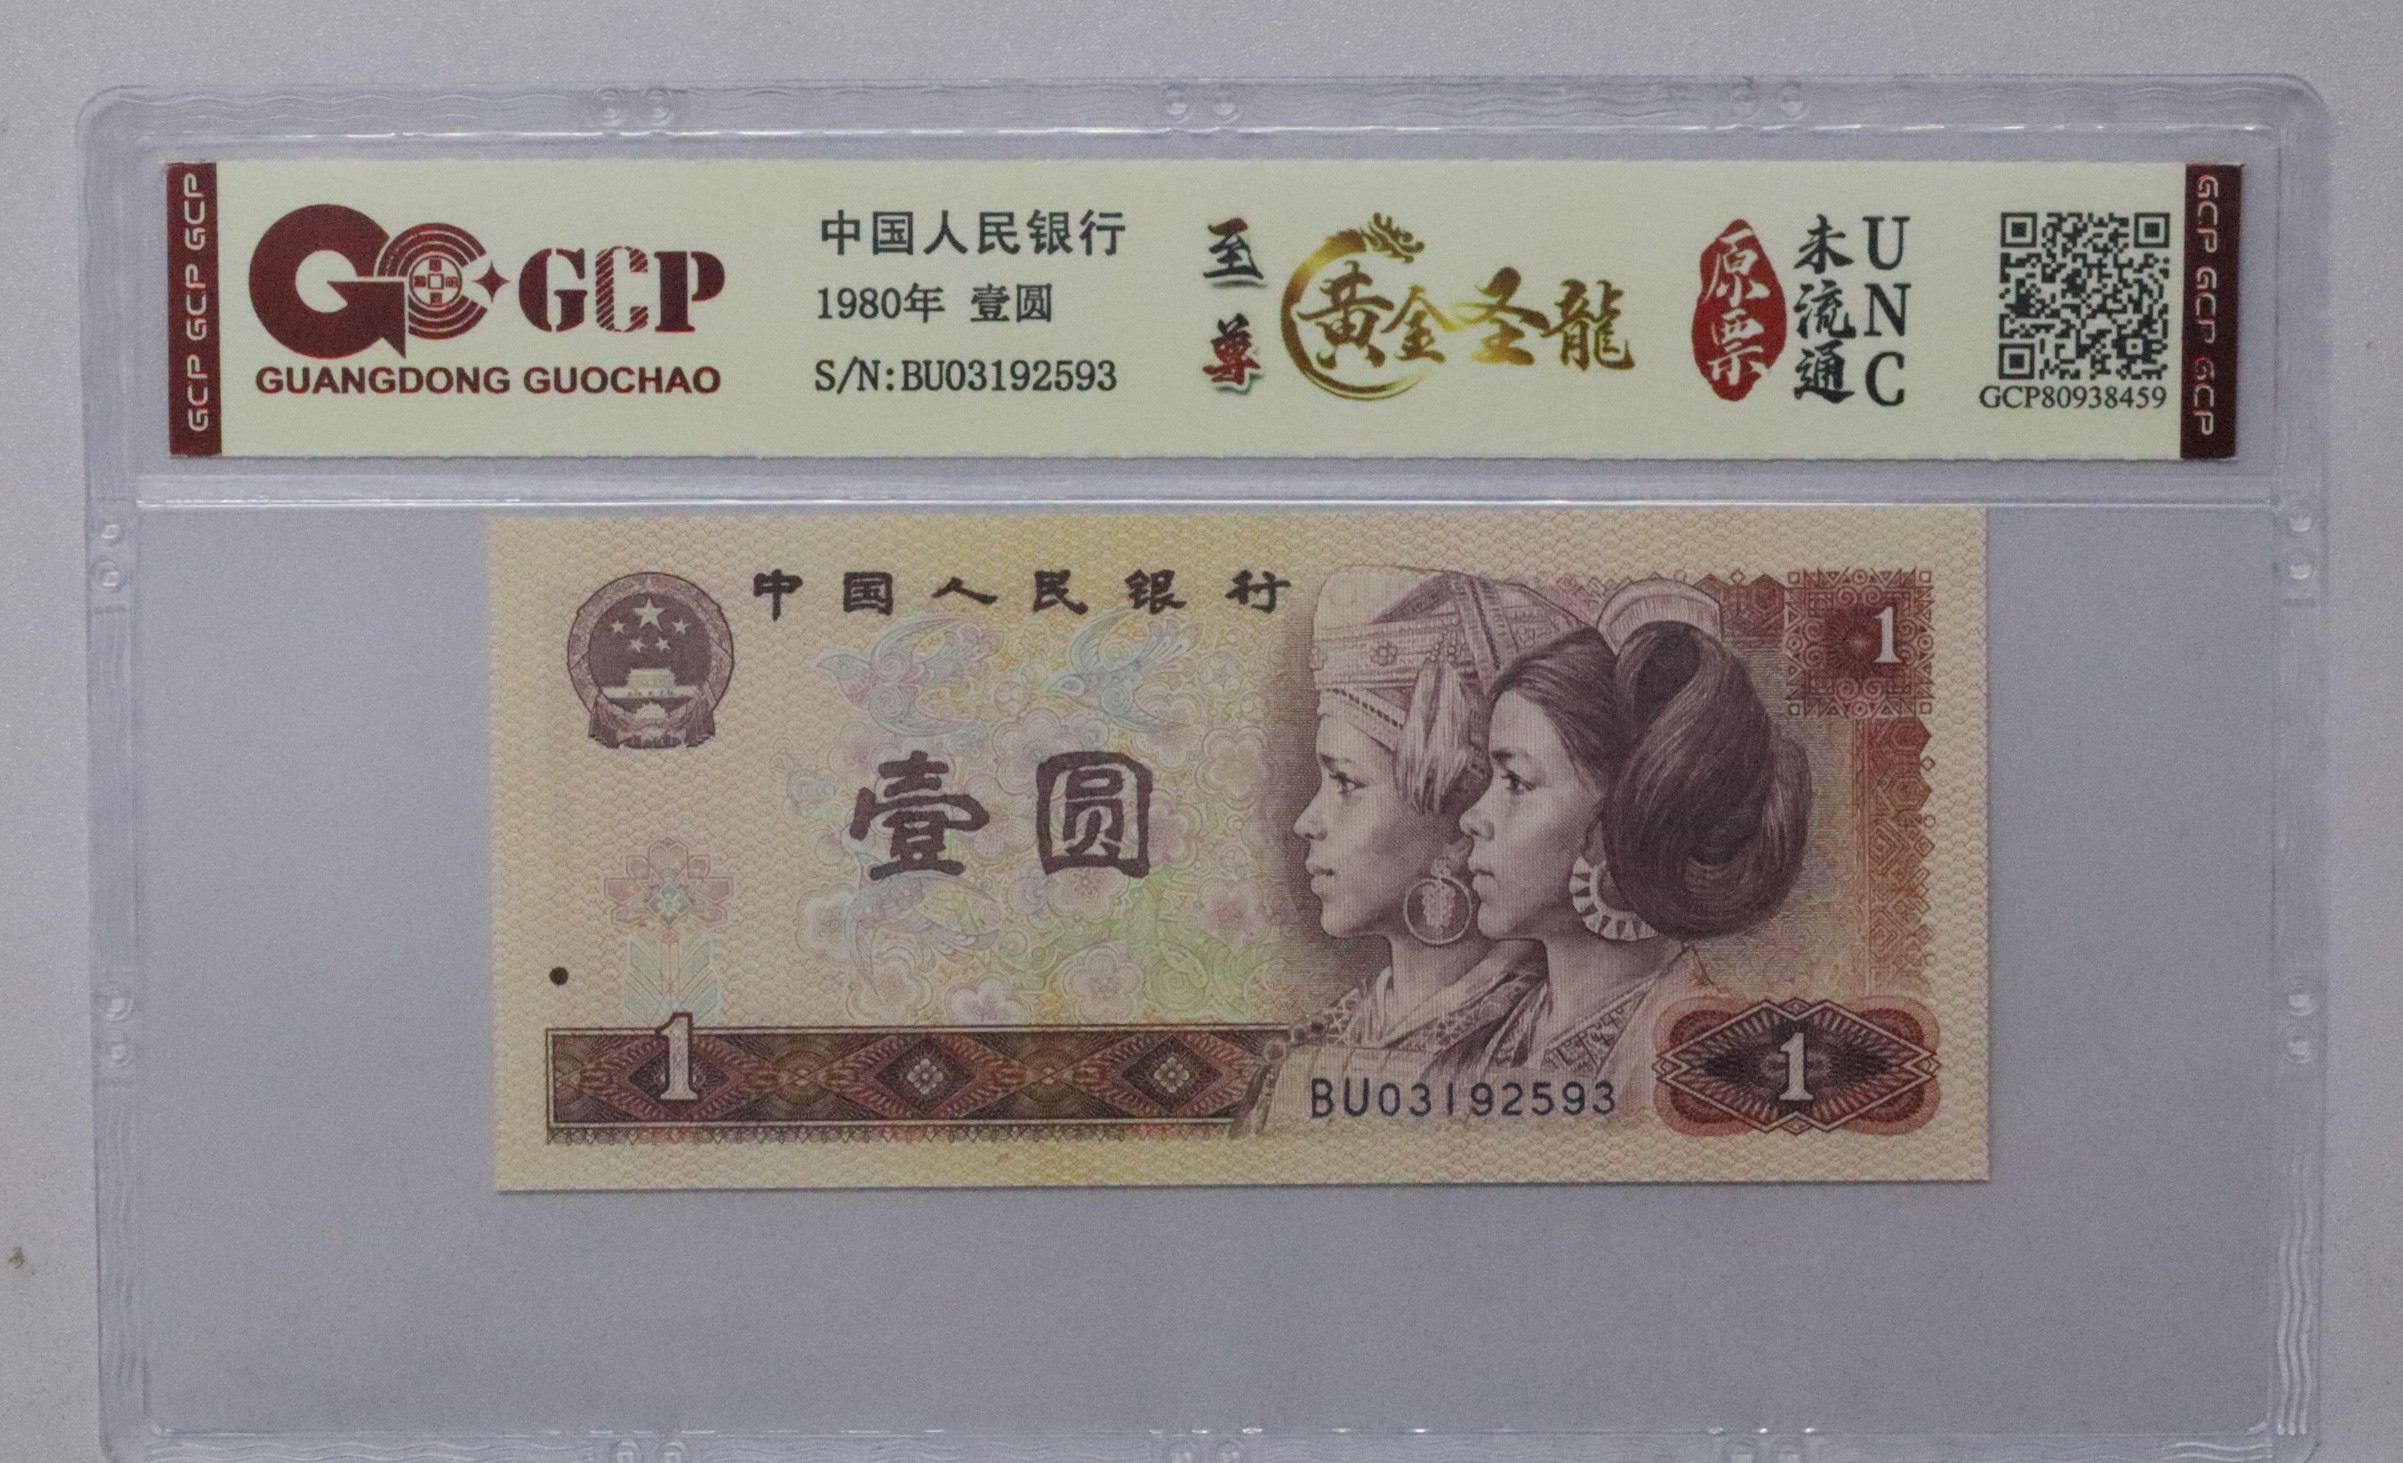 GCP GCP GCP
GCP
GUANGDONG GUOCHAO
中国人民银行
1980年 壹圆
S/N:BU03192593
至尊
黄金圣龍
原票
未流通
UNC
GCP80938459
GCP GCP GCP
中国人民银行
1
壹圆
1
BU03192593
1